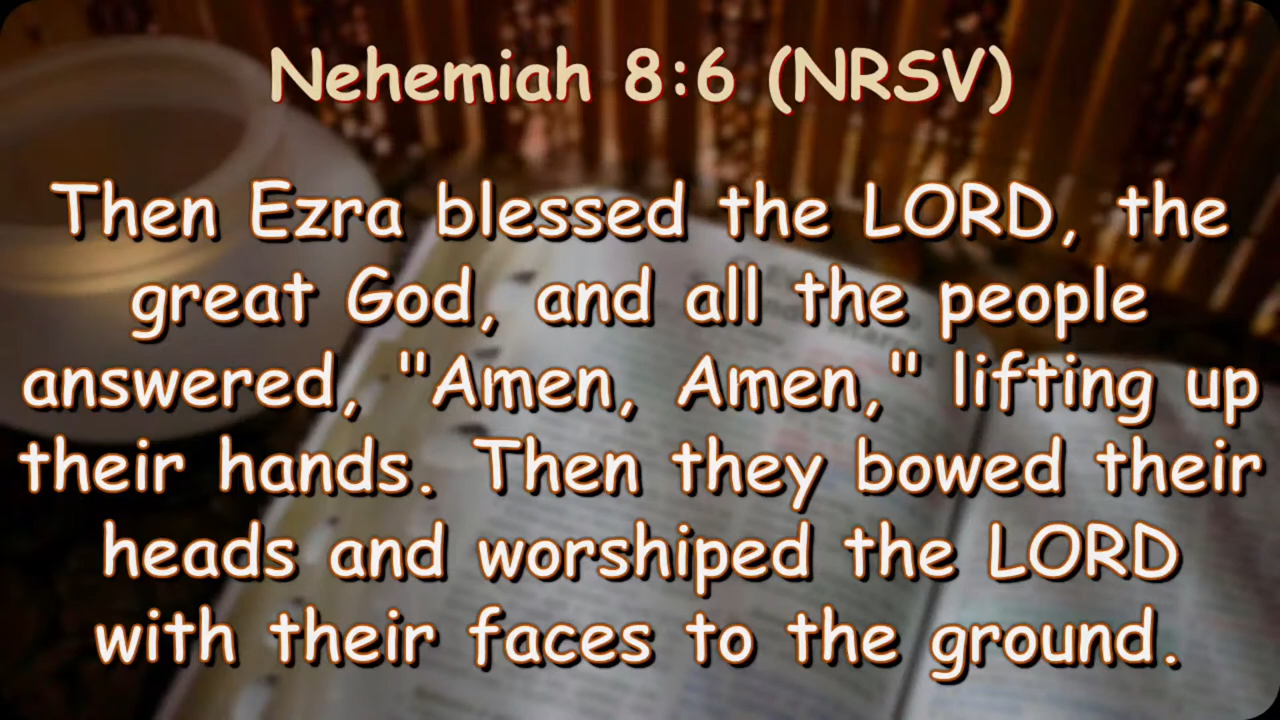 Nehemiah 8:6 (NRSV)
Then Ezra blessed the LORD, the
great God, and all the people
answered, "Amen, Amen," lifting up
their hands. Then they bowed their
heads and worshiped the LORD
with their faces to the ground.